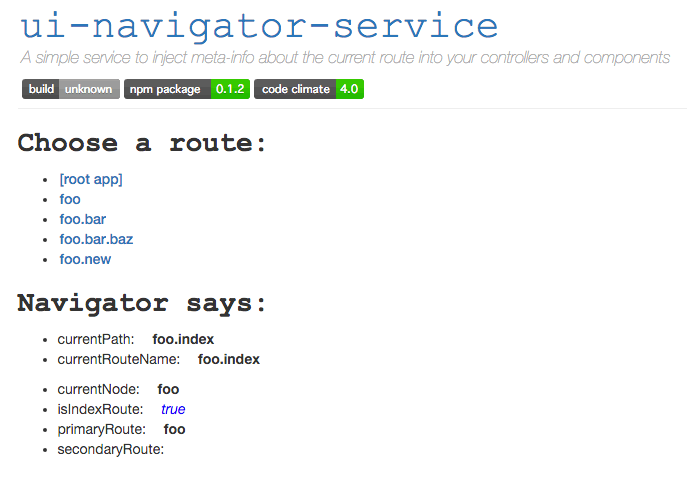 ui-navigator-service
A simple service to inject meta-info about the current route into your controllers and components
build unknown npm package 0.1.2 code climate 4.0
Choose a route:
• [root app]
• foo
• foo.bar
• foo.bar.baz
• foo.new
Navigator says:
• currentPath: foo.index
• currentRouteName: foo.index
• currentNode: foo
• isIndexRoute: true
• primaryRoute: foo
• secondaryRoute: